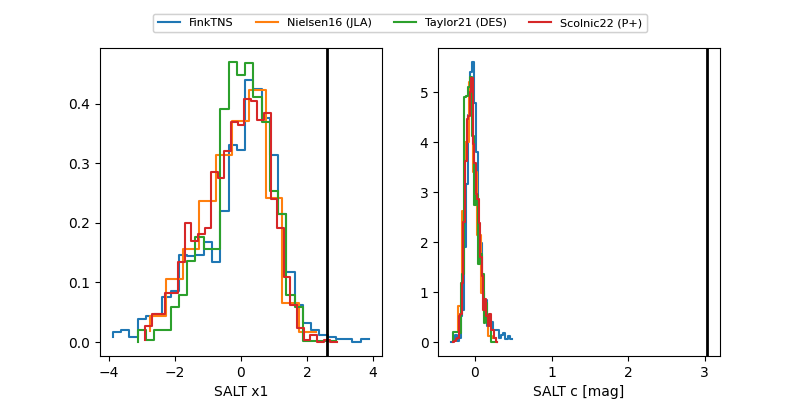 FinkTNS Nielsen16 (JLA) Taylor21 (DES) Scolnic22 (P+)
0.4
0.3
0.2
0.1
0.0
−4 −2 0 2 4
SALT x1
5
4
3
2
1
0
0 1 2 3
SALT c [mag]